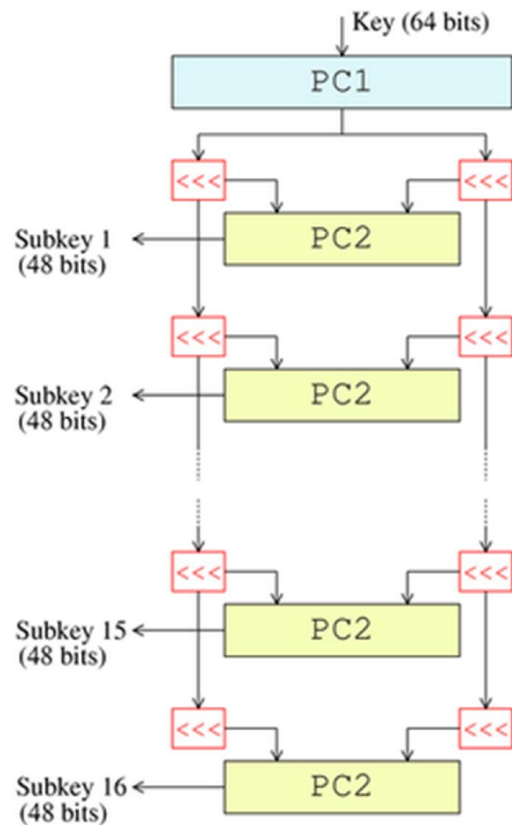 Key (64 bits)
PC1
<<< <<<
PC2
Subkey 1
(48 bits)
<<< <<<
PC2
Subkey 2
(48 bits)
<<< <<<
PC2
Subkey 15
(48 bits)
<<< <<<
PC2
Subkey 16
(48 bits)